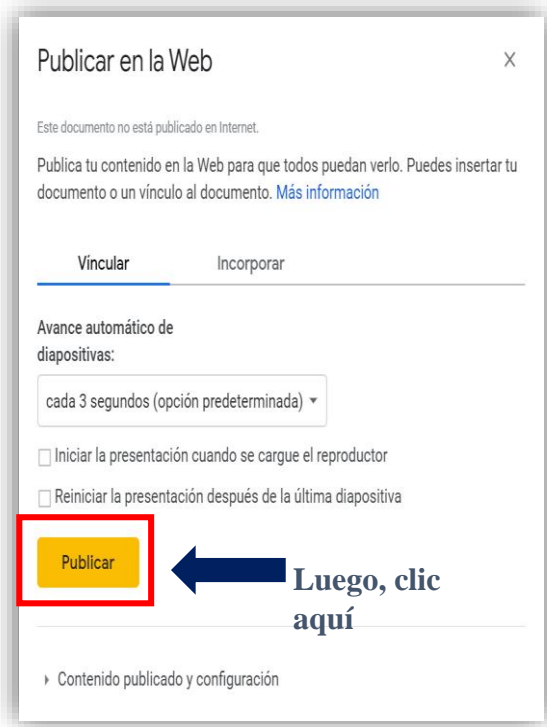 Publicar en la Web
Este documento no está publicado en Internet.
Publica tu contenido en la Web para que todos puedan verlo. Puedes insertar tu
documento o un vínculo al documento. Más información
Vincular Incorporar
Avance automático de
diapositivas:
cada 3 segundos (opción predeterminada)
Iniciar la presentación cuando se cargue el reproductor
Reiniciar la presentación después de la última diapositiva
Publicar
Luego, clic
aquí
Contenido publicado y configuración